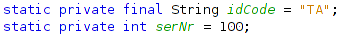 static private final String idCode = "TA";
static private int serNr = 100;